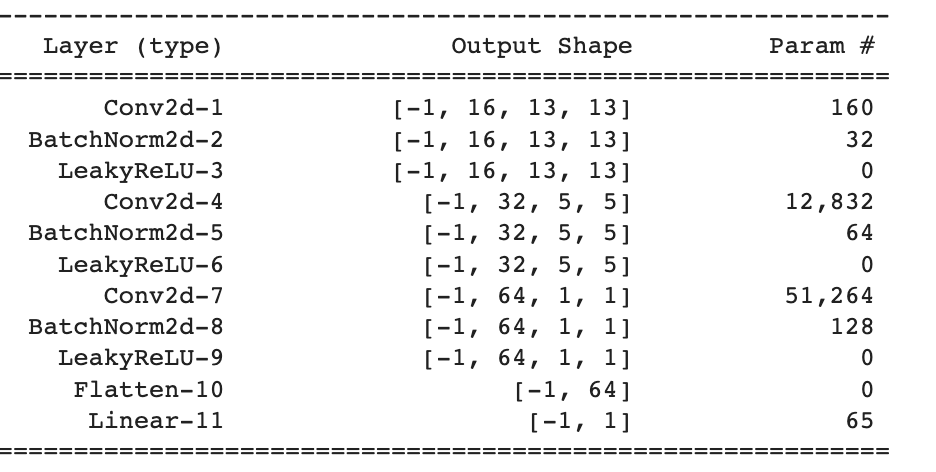 ----------------------------------------------------------------
Layer (type) Output Shape Param #
================================================================
Conv2d-1 [-1, 16, 13, 13] 160
BatchNorm2d-2 [-1, 16, 13, 13] 32
LeakyReLU-3 [-1, 16, 13, 13] 0
Conv2d-4 [-1, 32, 5, 5] 12,832
BatchNorm2d-5 [-1, 32, 5, 5] 64
LeakyReLU-6 [-1, 32, 5, 5] 0
Conv2d-7 [-1, 64, 1, 1] 51,264
BatchNorm2d-8 [-1, 64, 1, 1] 128
LeakyReLU-9 [-1, 64, 1, 1] 0
Flatten-10 [-1, 64] 0
Linear-11 [-1, 1] 65
================================================================